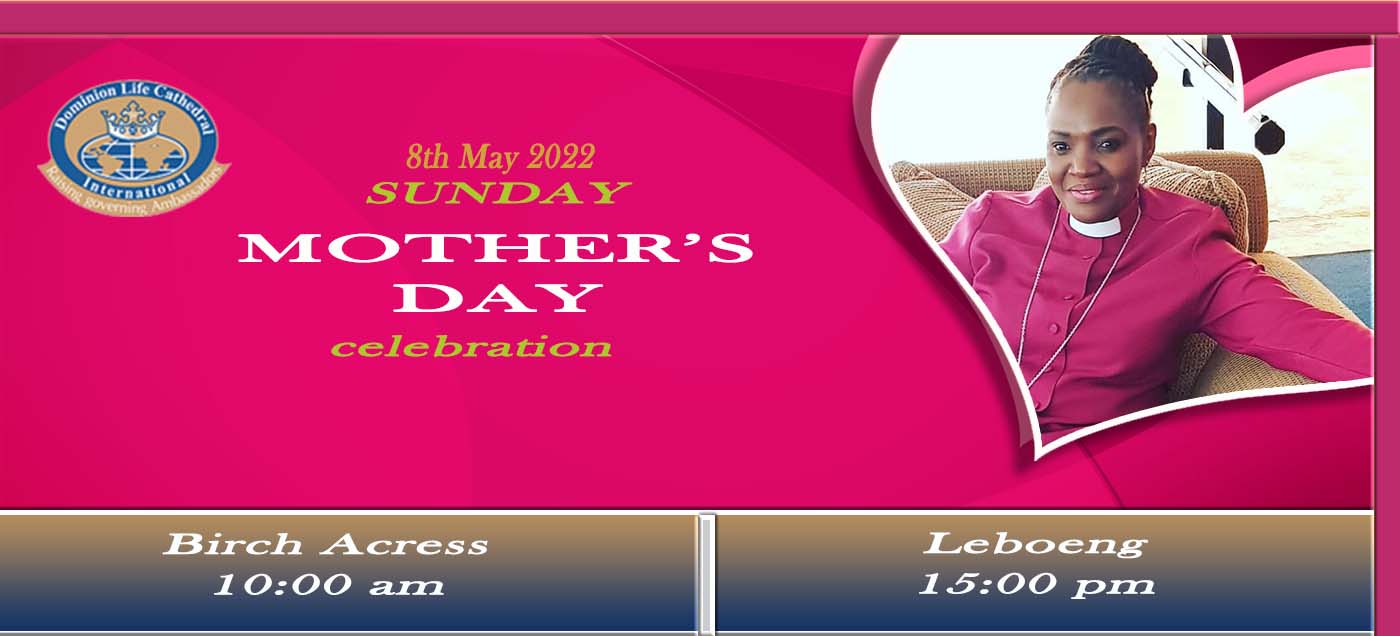 Dominion Life Cathedral
International
Raising governing Ambassadors
8th May 2022
SUNDAY
MOTHER’S
DAY
celebration
Birch Acress
10:00 am
Leboeng
15:00 pm